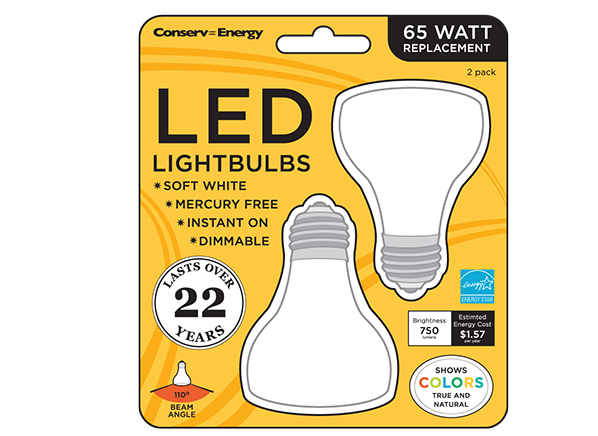 Conserv=Energy
65 WATT
REPLACEMENT
2 pack
LED
LIGHTBULBS
✷SOFT WHITE
✷MERCURY FREE
✷INSTANT ON
✷DIMMABLE
LASTS OVER
22
YEARS
110º
BEAM
ANGLE
energy
ENERGY STAR
Brightness
750
lumens
Estimted
Energy Cost
$1.57
per year
SHOWS
COLORS
TRUE AND
NATURAL